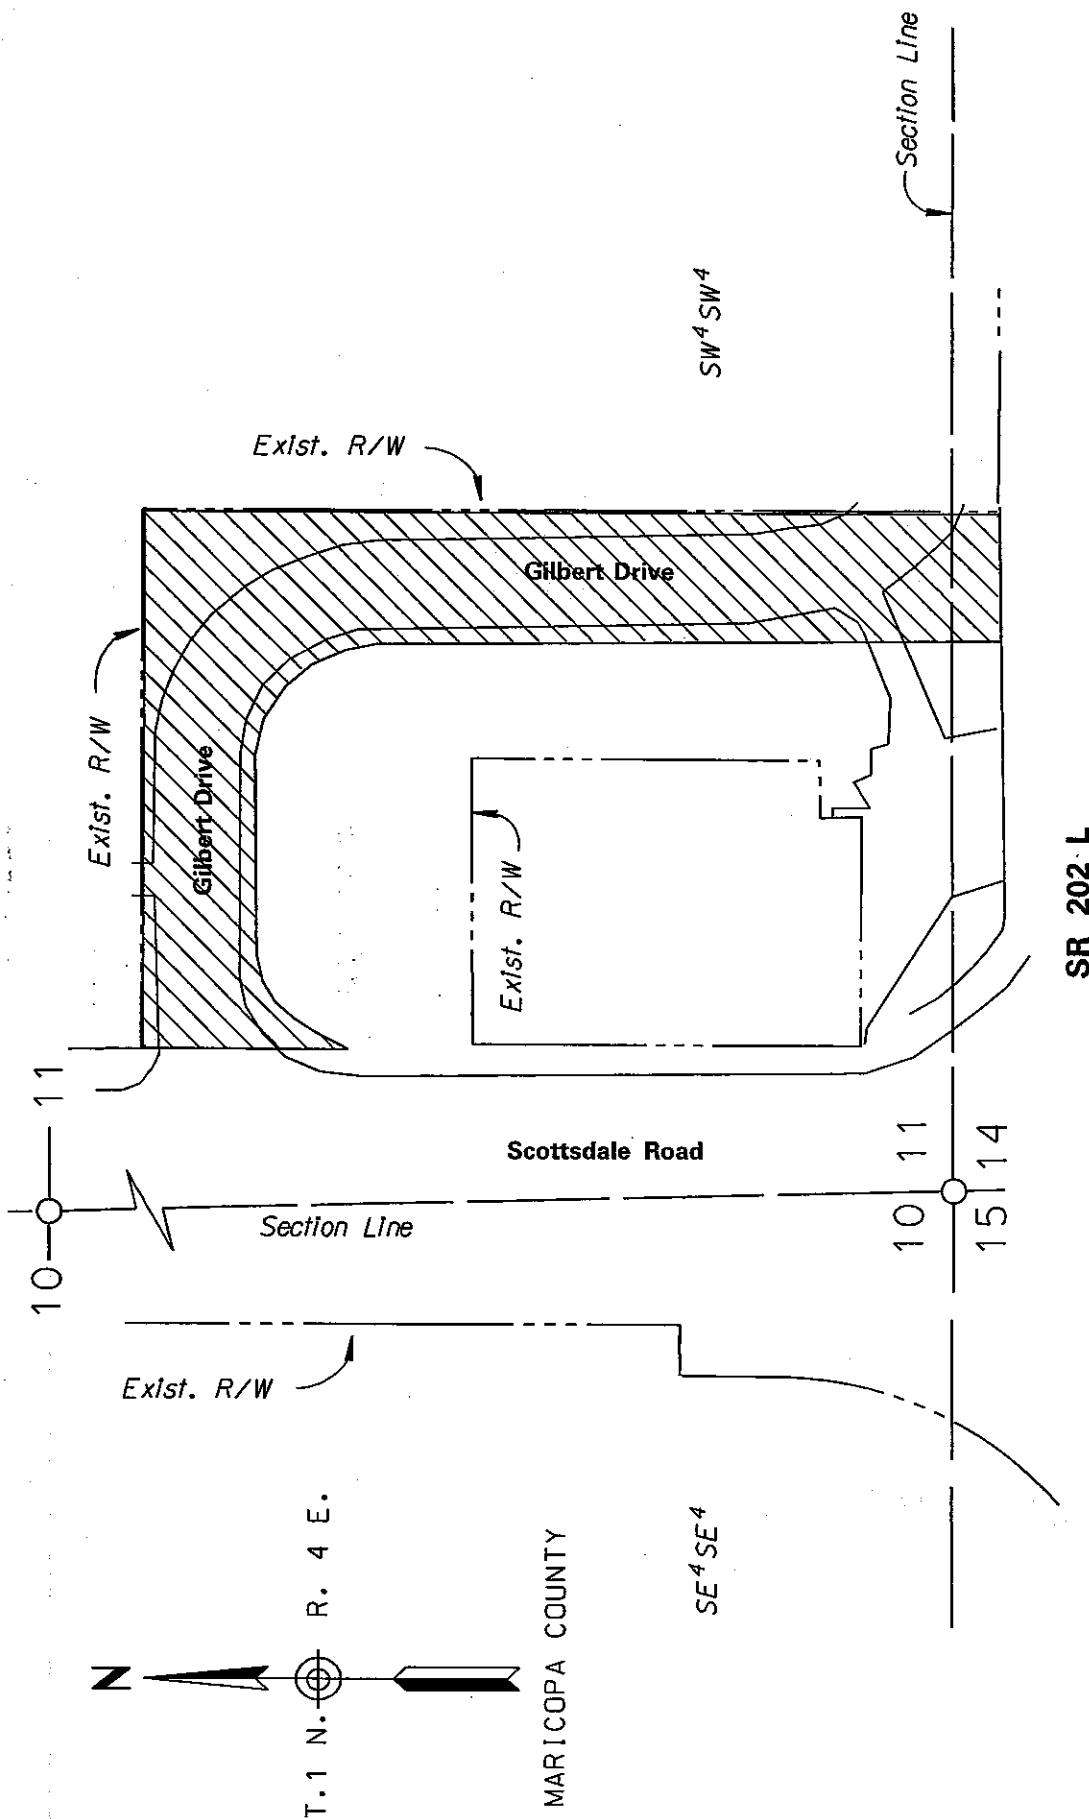 N
T.1 N. R. 4 E.
MARICOPA COUNTY
10
11
Exist. R/W
Exist. R/W
Gilbert Drive
Gilbert Drive
Exist. R/W
Scottsdale Road
Section Line
Exist. R/W
SE⁴SE⁴
SW⁴SW⁴
Section Line
10
11
15
14
SR 202 L